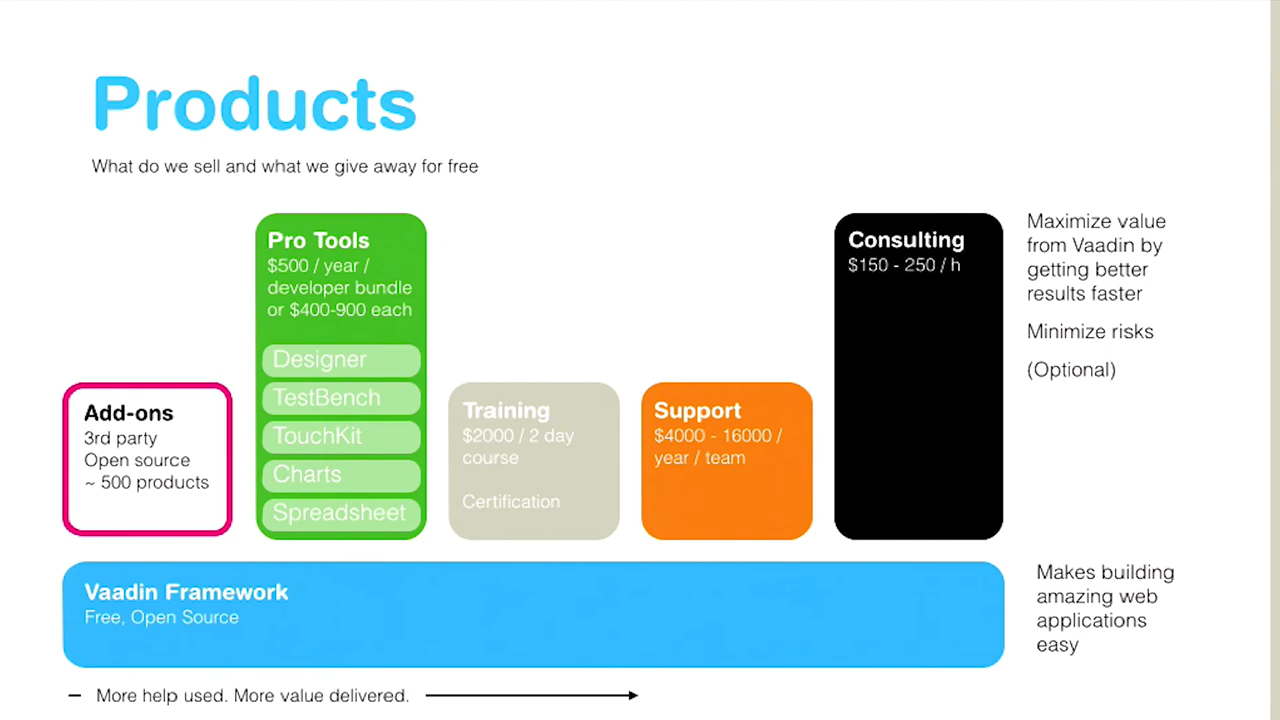 Products
What do we sell and what we give away for free
Add-ons
3rd party
Open source
~ 500 products
Pro Tools
$500 / year /
developer bundle
or $400-900 each
Designer
TestBench
TouchKit
Charts
Spreadsheet
Training
$2000 / 2 day
course
Certification
Support
$4000 - 16000 /
year / team
Consulting
$150 - 250 / h
Maximize value
from Vaadin by
getting better
results faster
Minimize risks
(Optional)
Vaadin Framework
Free, Open Source
Makes building
amazing web
applications
easy
– More help used. More value delivered.